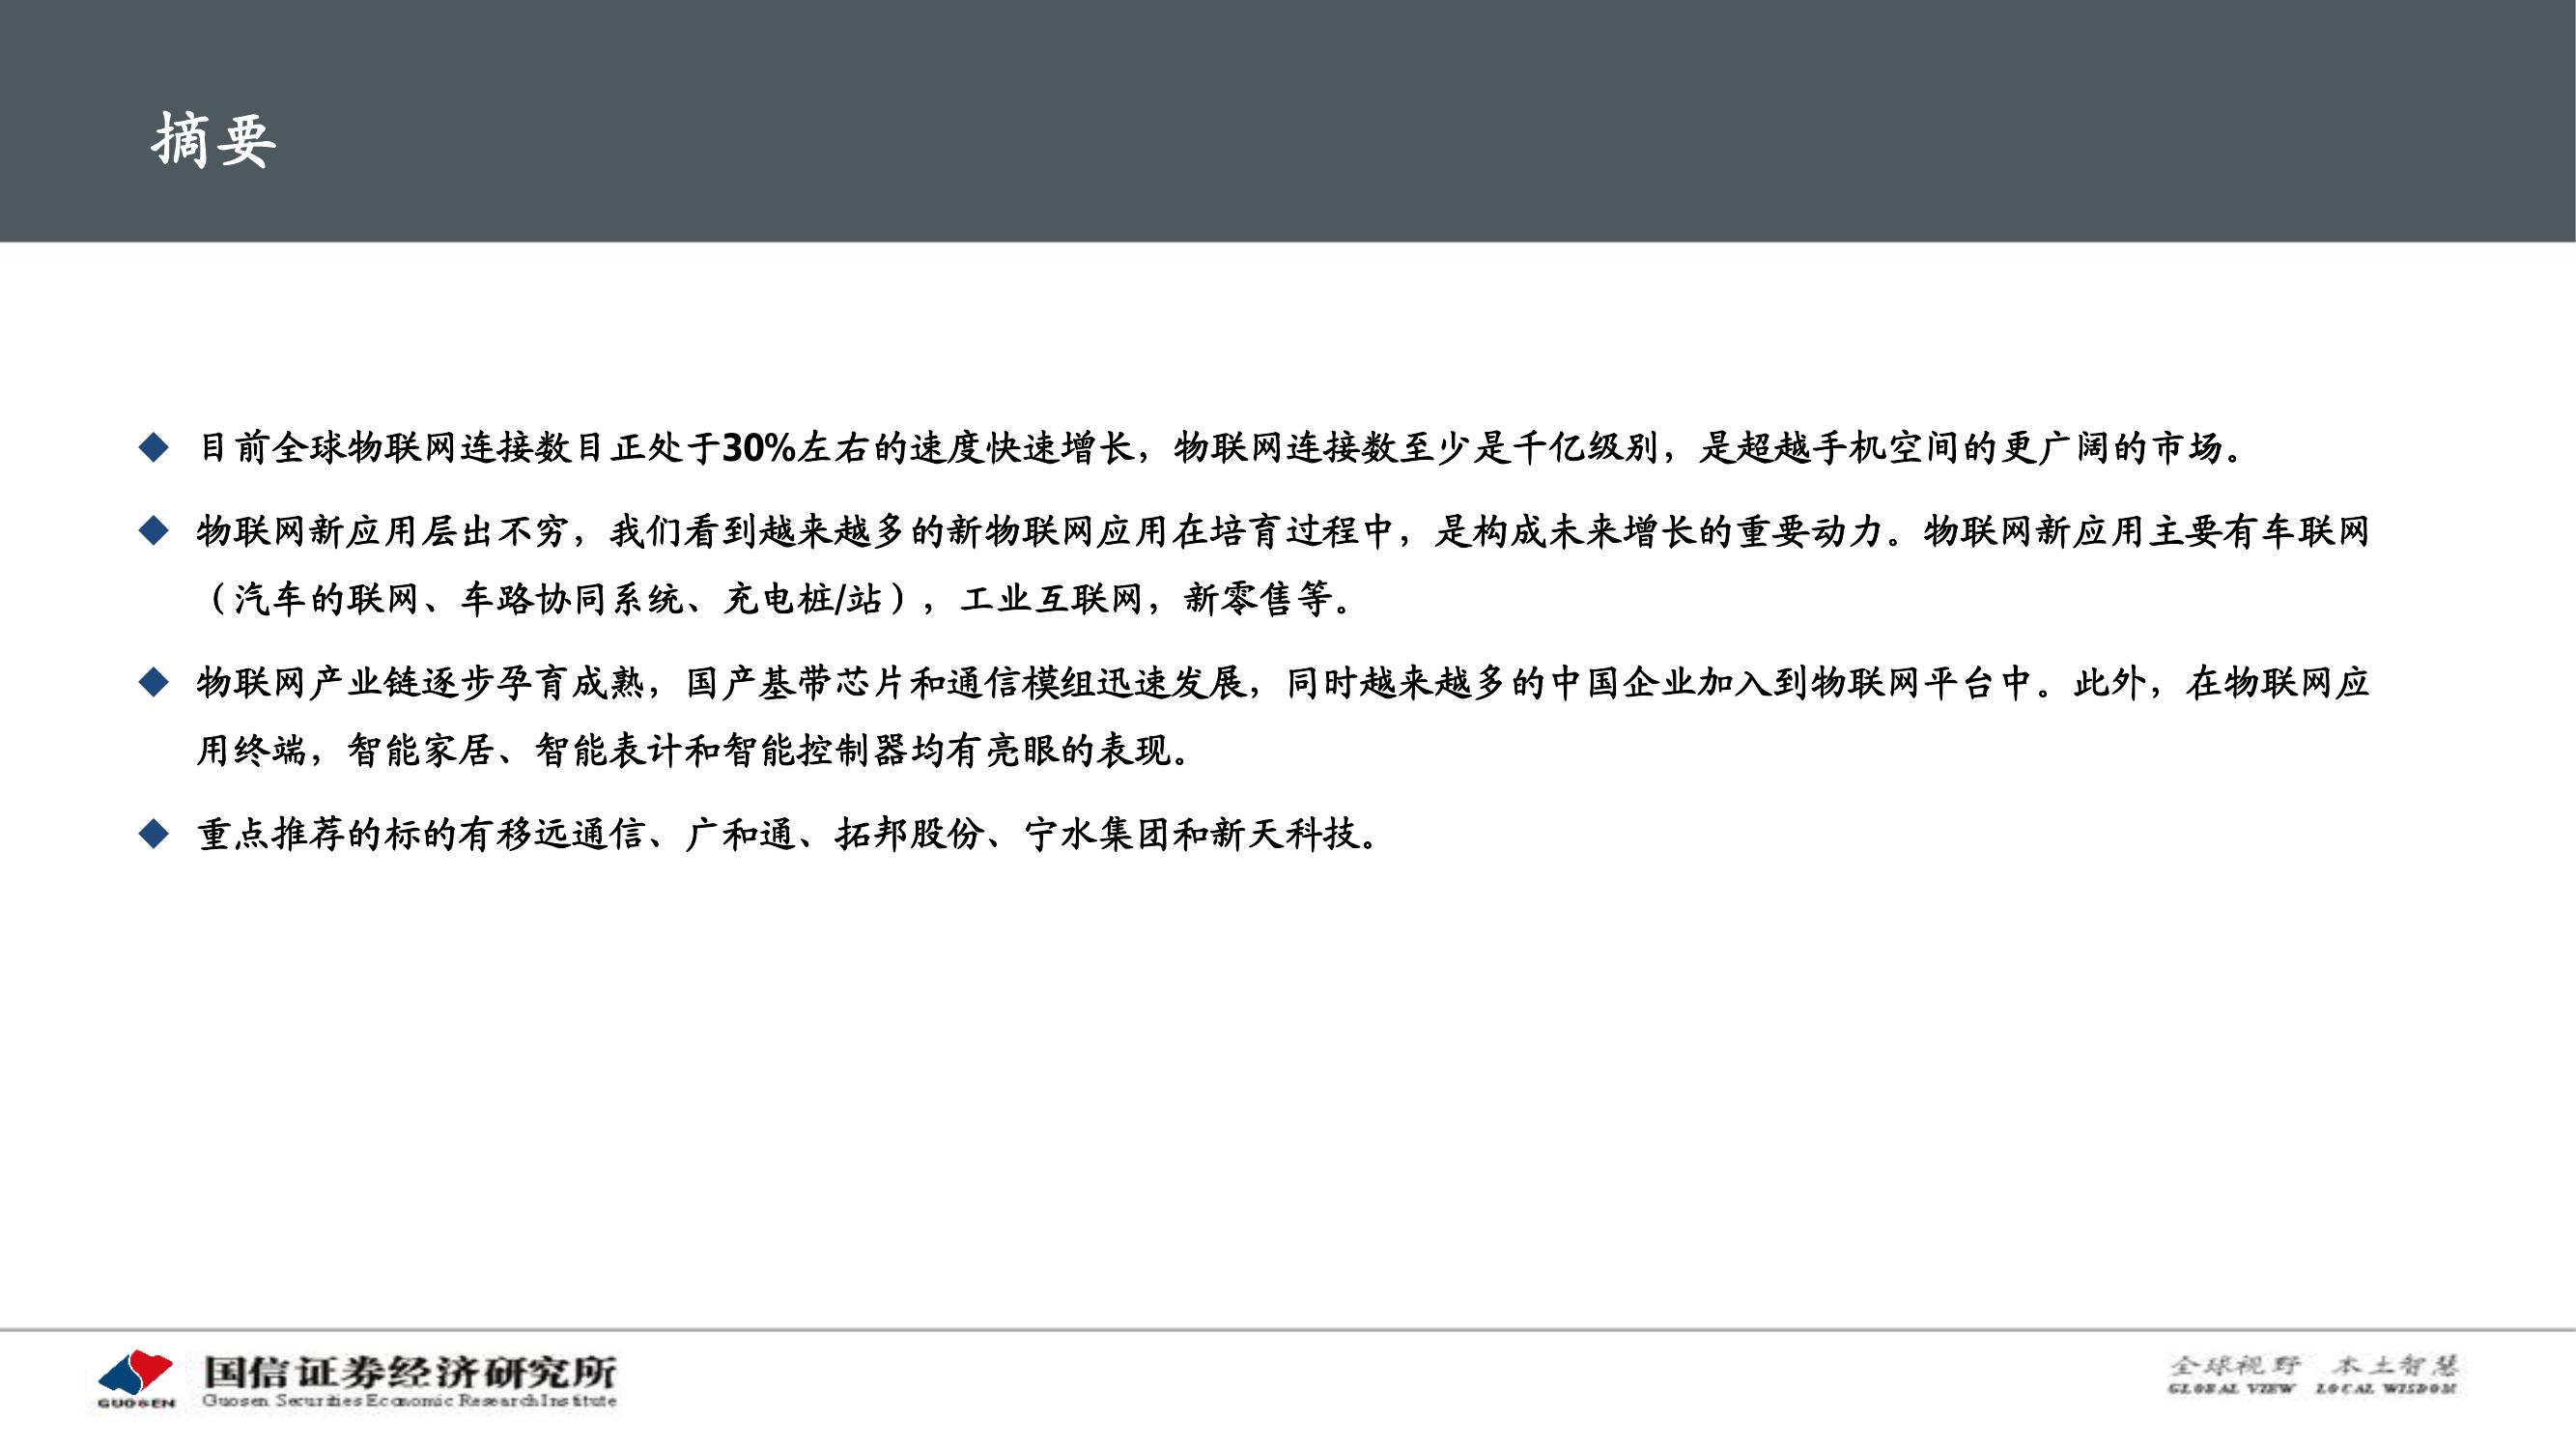 摘要
目前全球物联网连接数目正处于30%左右的速度快速增长，物联网连接数至少是千亿级别，是超越手机空间的更广阔的市场。
物联网新应用层出不穷，我们看到越来越多的新物联网应用在培育过程中，是构成未来增长的重要动力。物联网新应用主要有车联网
（汽车的联网、车路协同系统、充电桩/站），工业互联网，新零售等。
物联网产业链逐步孕育成熟，国产基带芯片和通信模组迅速发展，同时越来越多的中国企业加入到物联网平台中。此外，在物联网应
用终端，智能家居、智能表计和智能控制器均有亮眼的表现。
重点推荐的标的有移远通信、广和通、拓邦股份、宁水集团和新天科技。
GUOSEN
国信证券经济研究所
Guosen Securities Economic Research Institute
全球视野 本土智慧
GLOBAL VIEW LOCAL WISDOM